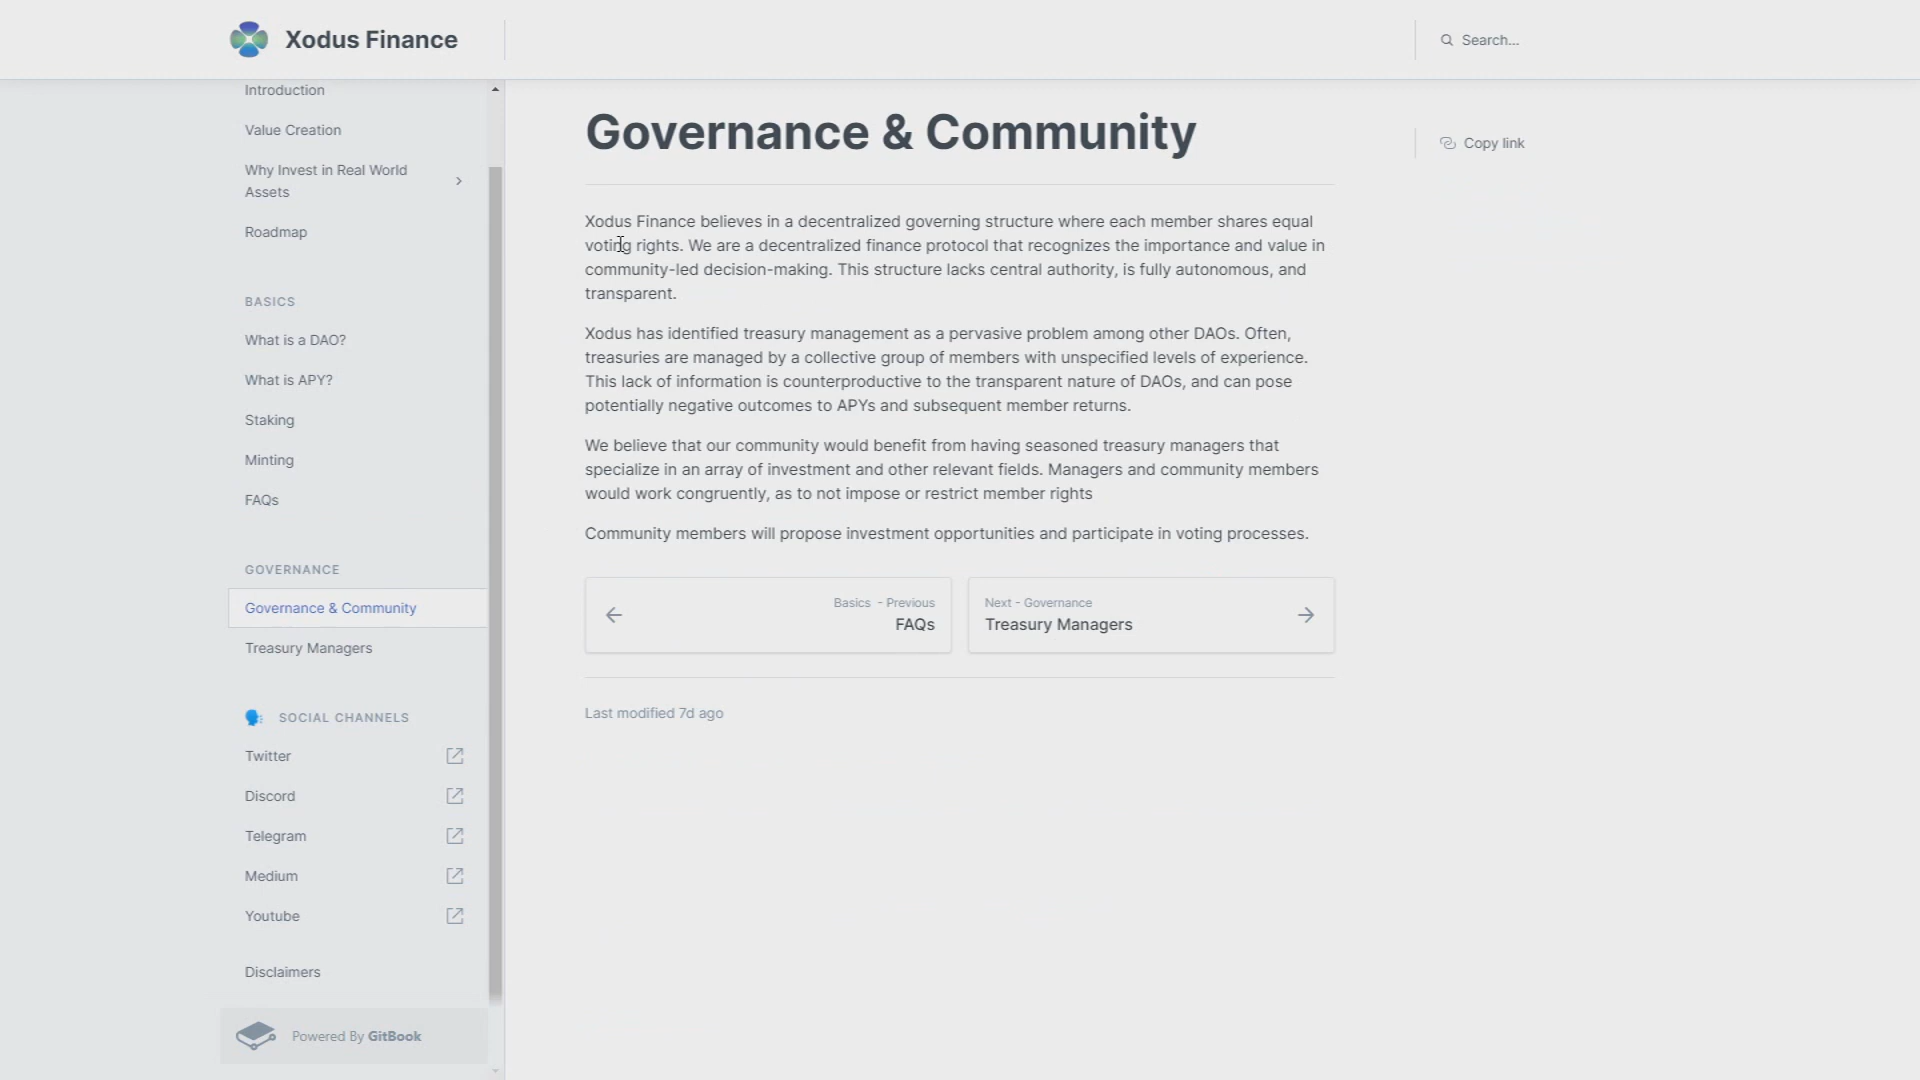 Xodus Finance
Search...
Introduction
Value Creation
Why Invest in Real World
Assets
Roadmap
BASICS
What is a DAO?
What is APY?
Staking
Minting
FAQs
GOVERNANCE
Governance & Community
Treasury Managers
SOCIAL CHANNELS
Twitter
Discord
Telegram
Medium
Youtube
Disclaimers
Powered By GitBook
Governance & Community
Copy link
Xodus Finance believes in a decentralized governing structure where each member shares equal
voting rights. We are a decentralized finance protocol that recognizes the importance and value in
community-led decision-making. This structure lacks central authority, is fully autonomous, and
transparent.
Xodus has identified treasury management as a pervasive problem among other DAOs. Often,
treasuries are managed by a collective group of members with unspecified levels of experience.
This lack of information is counterproductive to the transparent nature of DAOs, and can pose
potentially negative outcomes to APYs and subsequent member returns.
We believe that our community would benefit from having seasoned treasury managers that
specialize in an array of investment and other relevant fields. Managers and community members
would work congruently, as to not impose or restrict member rights
Community members will propose investment opportunities and participate in voting processes.
Basics - Previous
FAQs
Next - Governance
Treasury Managers
Last modified 7d ago